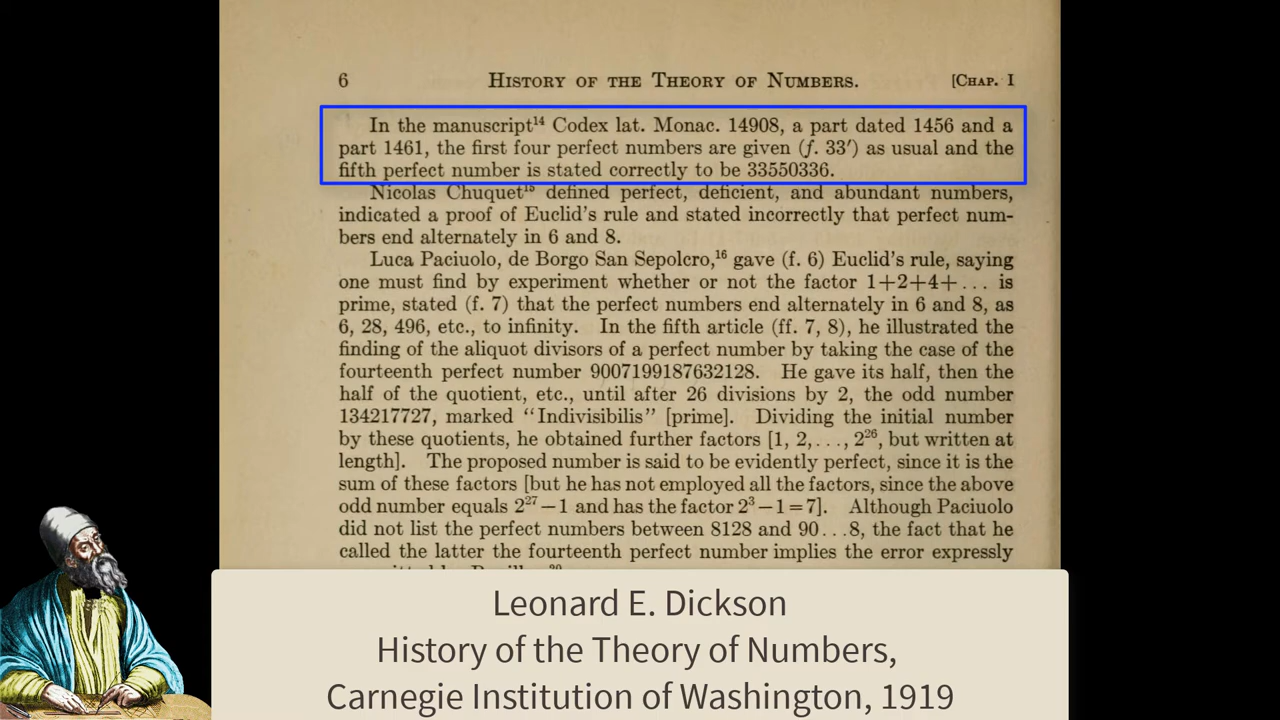 6 HISTORY OF THE THEORY OF NUMBERS. [CHAP. I
In the manuscript¹⁴ Codex lat. Monac. 14908, a part dated 1456 and a
part 1461, the first four perfect numbers are given (f. 33′) as usual and the
fifth perfect number is stated correctly to be 33550336.
Nicolas Chuquet¹⁵ defined perfect, deficient, and abundant numbers,
indicated a proof of Euclid's rule and stated incorrectly that perfect num-
bers end alternately in 6 and 8.
Luca Paciuolo, de Borgo San Sepolcro,¹⁶ gave (f. 6) Euclid's rule, saying
one must find by experiment whether or not the factor 1+2+4+... is
prime, stated (f. 7) that the perfect numbers end alternately in 6 and 8, as
6, 28, 496, etc., to infinity. In the fifth article (ff. 7, 8), he illustrated the
finding of the aliquot divisors of a perfect number by taking the case of the
fourteenth perfect number 9007199187632128. He gave its half, then the
half of the quotient, etc., until after 26 divisions by 2, the odd number
134217727, marked "Indivisibilis" [prime]. Dividing the initial number
by these quotients, he obtained further factors [1, 2,..., 2²⁶, but written at
length]. The proposed number is said to be evidently perfect, since it is the
sum of these factors [but he has not employed all the factors, since the above
odd number equals 2²⁷−1 and has the factor 2³−1=7]. Although Paciuolo
did not list the perfect numbers between 8128 and 90...8, the fact that he
called the latter the fourteenth perfect number implies the error expressly
Leonard E. Dickson
History of the Theory of Numbers,
Carnegie Institution of Washington, 1919